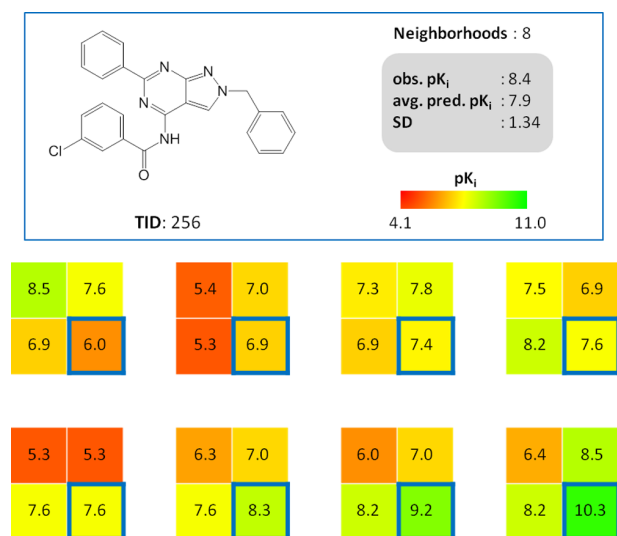 Neighborhoods : 8
obs. pKi : 8.4
avg. pred. pKi : 7.9
SD : 1.34
N N N N N
NH
Cl
O
pKi
4.1 11.0
TID: 256
8.5 7.6 5.4 7.0 7.3 7.8 7.5 6.9
6.9 6.0 5.3 6.9 6.9 7.4 8.2 7.6
5.3 5.3 6.3 7.0 6.0 7.0 6.4 8.5
7.6 7.6 7.6 8.3 8.2 9.2 8.2 10.3